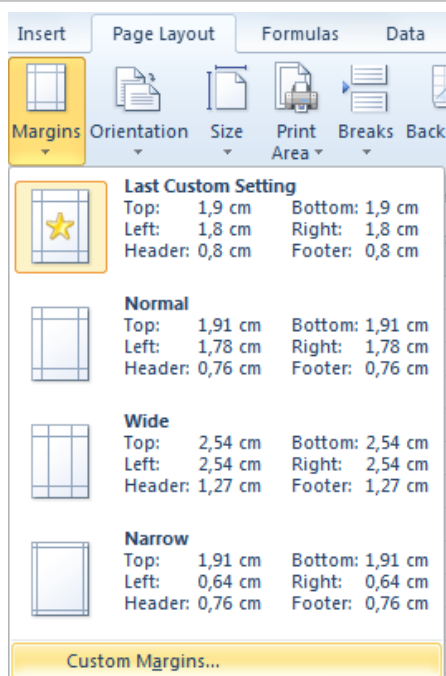 Insert Page Layout Formulas Data
Margins Orientation Size Print Area Breaks
Last Custom Setting
Top: 1,9 cm Bottom: 1,9 cm
Left: 1,8 cm Right: 1,8 cm
Header: 0,8 cm Footer: 0,8 cm
Normal
Top: 1,91 cm Bottom: 1,91 cm
Left: 1,78 cm Right: 1,78 cm
Header: 0,76 cm Footer: 0,76 cm
Wide
Top: 2,54 cm Bottom: 2,54 cm
Left: 2,54 cm Right: 2,54 cm
Header: 1,27 cm Footer: 1,27 cm
Narrow
Top: 1,91 cm Bottom: 1,91 cm
Left: 0,64 cm Right: 0,64 cm
Header: 0,76 cm Footer: 0,76 cm
Custom Margins...